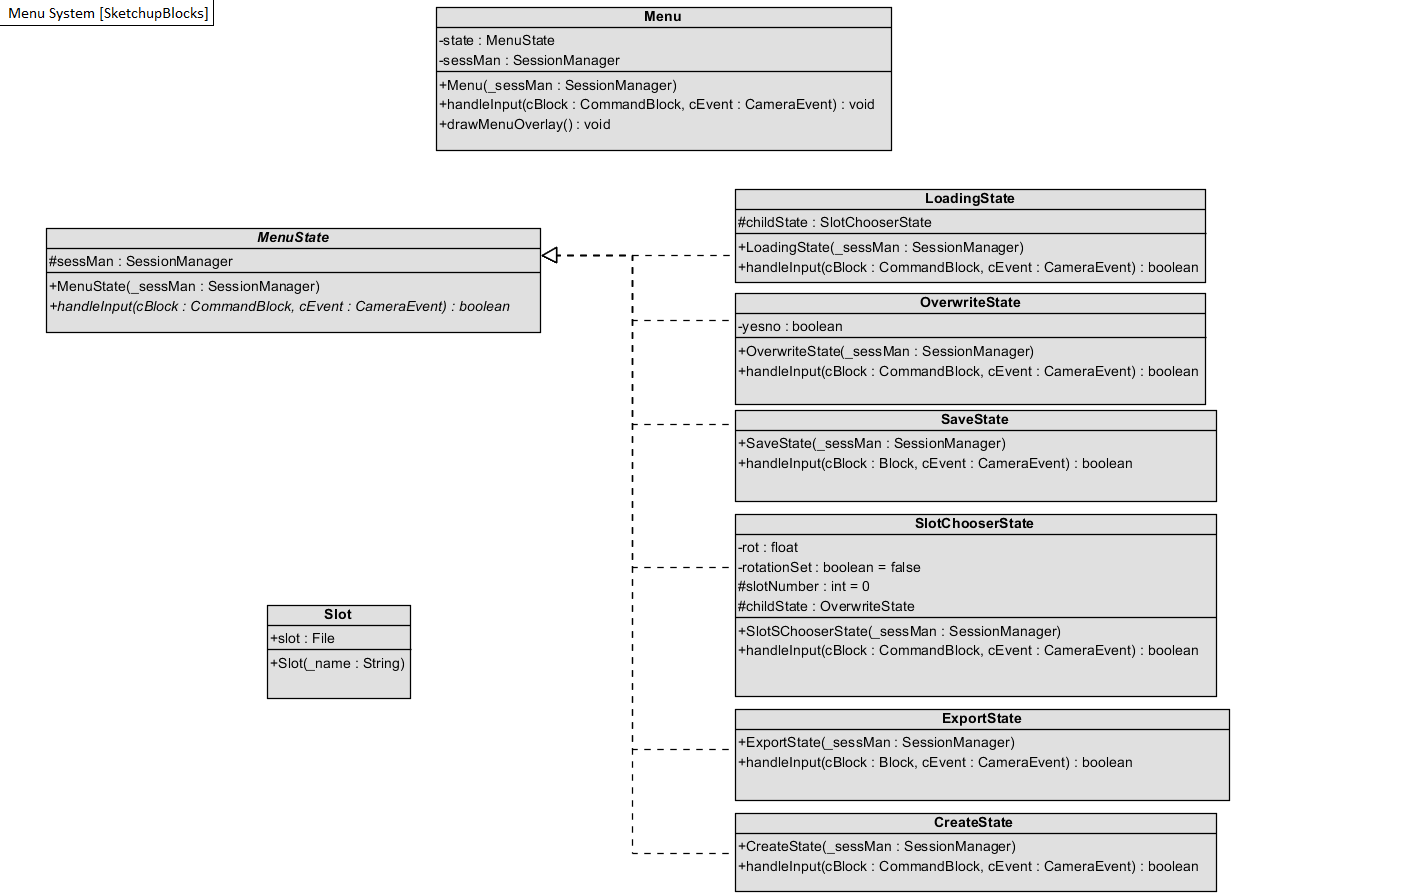 Menu System [SketchupBlocks]
Menu
-state : MenuState
-sessMan : SessionManager
+Menu(_sessMan : SessionManager)
+handleInput(cBlock : CommandBlock, cEvent : CameraEvent) : void
+drawMenuOverlay() : void
MenuState
#sessMan : SessionManager
+MenuState(_sessMan : SessionManager)
+handleInput(cBlock : CommandBlock, cEvent : CameraEvent) : boolean
LoadingState
#childState : SlotChooserState
+LoadingState(_sessMan : SessionManager)
+handleInput(cBlock : CommandBlock, cEvent : CameraEvent) : boolean
OverwriteState
-yesno : boolean
+OverwriteState(_sessMan : SessionManager)
+handleInput(cBlock : CommandBlock, cEvent : CameraEvent) : boolean
SaveState
+SaveState(_sessMan : SessionManager)
+handleInput(cBlock : Block, cEvent : CameraEvent) : boolean
SlotChooserState
-rot : float
-rotationSet : boolean = false
#slotNumber : int = 0
#childState : OverwriteState
+SlotSChooserState(_sessMan : SessionManager)
+handleInput(cBlock : CommandBlock, cEvent : CameraEvent) : boolean
Slot
+slot : File
+Slot(_name : String)
ExportState
+ExportState(_sessMan : SessionManager)
+handleInput(cBlock : Block, cEvent : CameraEvent) : boolean
CreateState
+CreateState(_sessMan : SessionManager)
+handleInput(cBlock : CommandBlock, cEvent : CameraEvent) : boolean